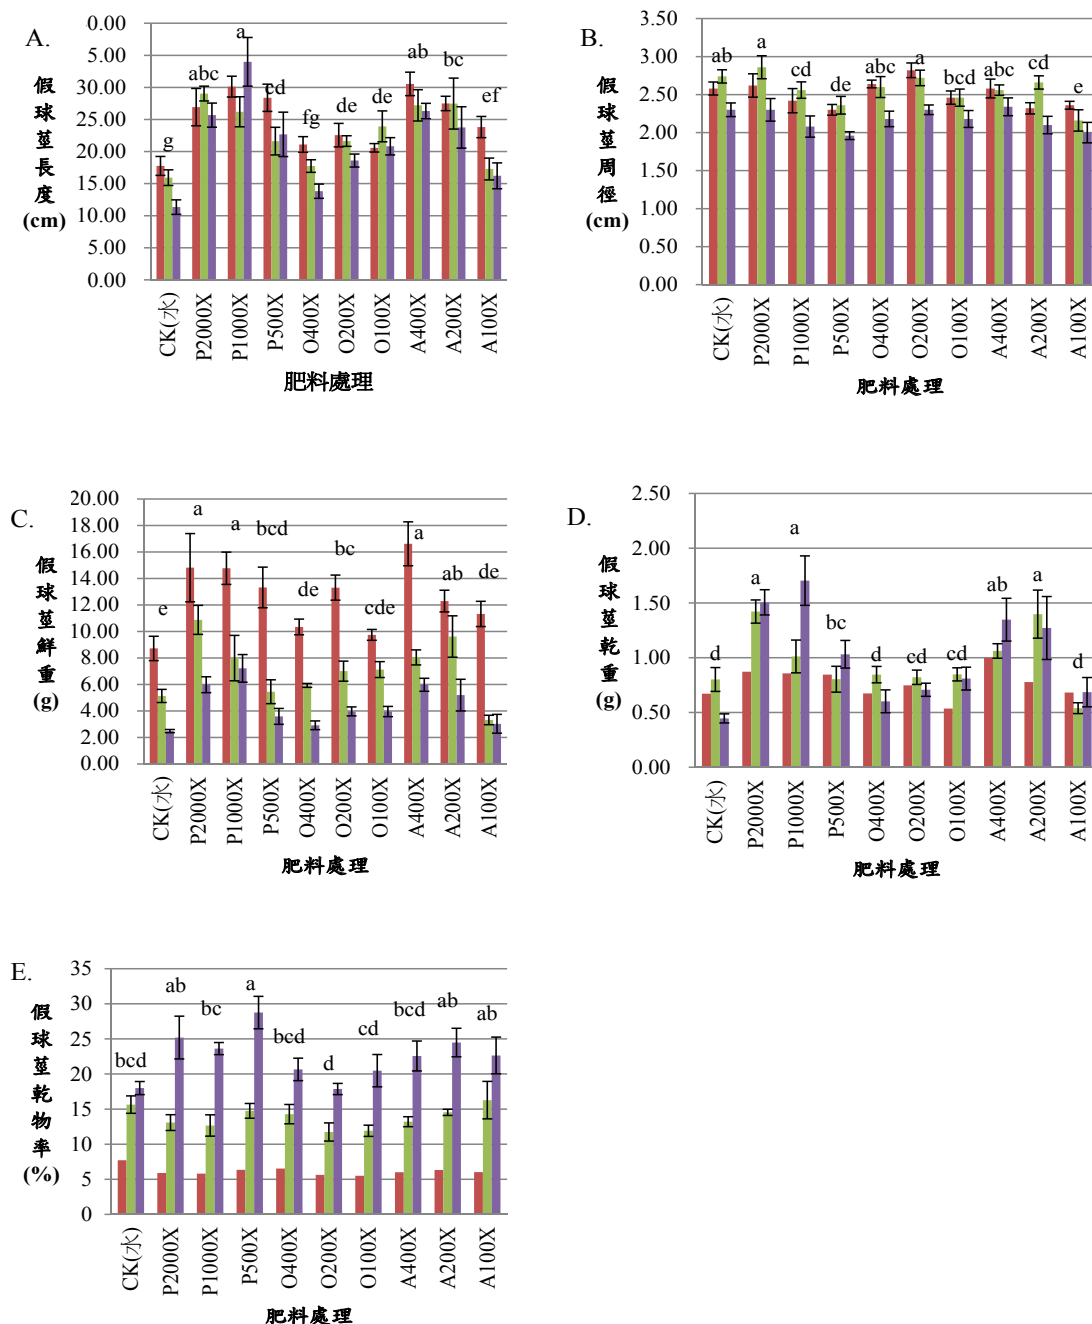 A.
假球莖長度(cm)
0.00
5.00
30.00
25.00
20.00
15.00
10.00
5.00
0.00
g
abc
a
cd
fg
de
de
ab
bc
ef
CK(水)
P2000X
P1000X
P500X
O400X
O200X
O100X
A400X
A200X
A100X
肥料處理
B.
假球莖周徑(cm)
3.50
3.00
2.50
2.00
1.50
1.00
0.50
0.00
ab
a
cd
de
abc
a
bcd
abc
cd
e
CK(水)
P2000X
P1000X
P500X
O400X
O200X
O100X
A400X
A200X
A100X
肥料處理
C.
假球莖鮮重(g)
20.00
18.00
16.00
14.00
12.00
10.00
8.00
6.00
4.00
2.00
0.00
e
a
a
bcd
de
bc
cde
a
ab
de
CK(水)
P2000X
P1000X
P500X
O400X
O200X
O100X
A400X
A200X
A100X
肥料處理
D.
假球莖乾重(g)
2.50
2.00
1.50
1.00
0.50
0.00
d
a
a
bc
d
cd
cd
ab
a
d
CK(水)
P2000X
P1000X
P500X
O400X
O200X
O100X
A400X
A200X
A100X
肥料處理
E.
假球莖乾物率(%)
35
30
25
20
15
10
5
0
bcd
ab
bc
a
bcd
d
cd
bcd
ab
ab
CK(水)
P2000X
P1000X
P500X
O400X
O200X
O100X
A400X
A200X
A100X
肥料處理